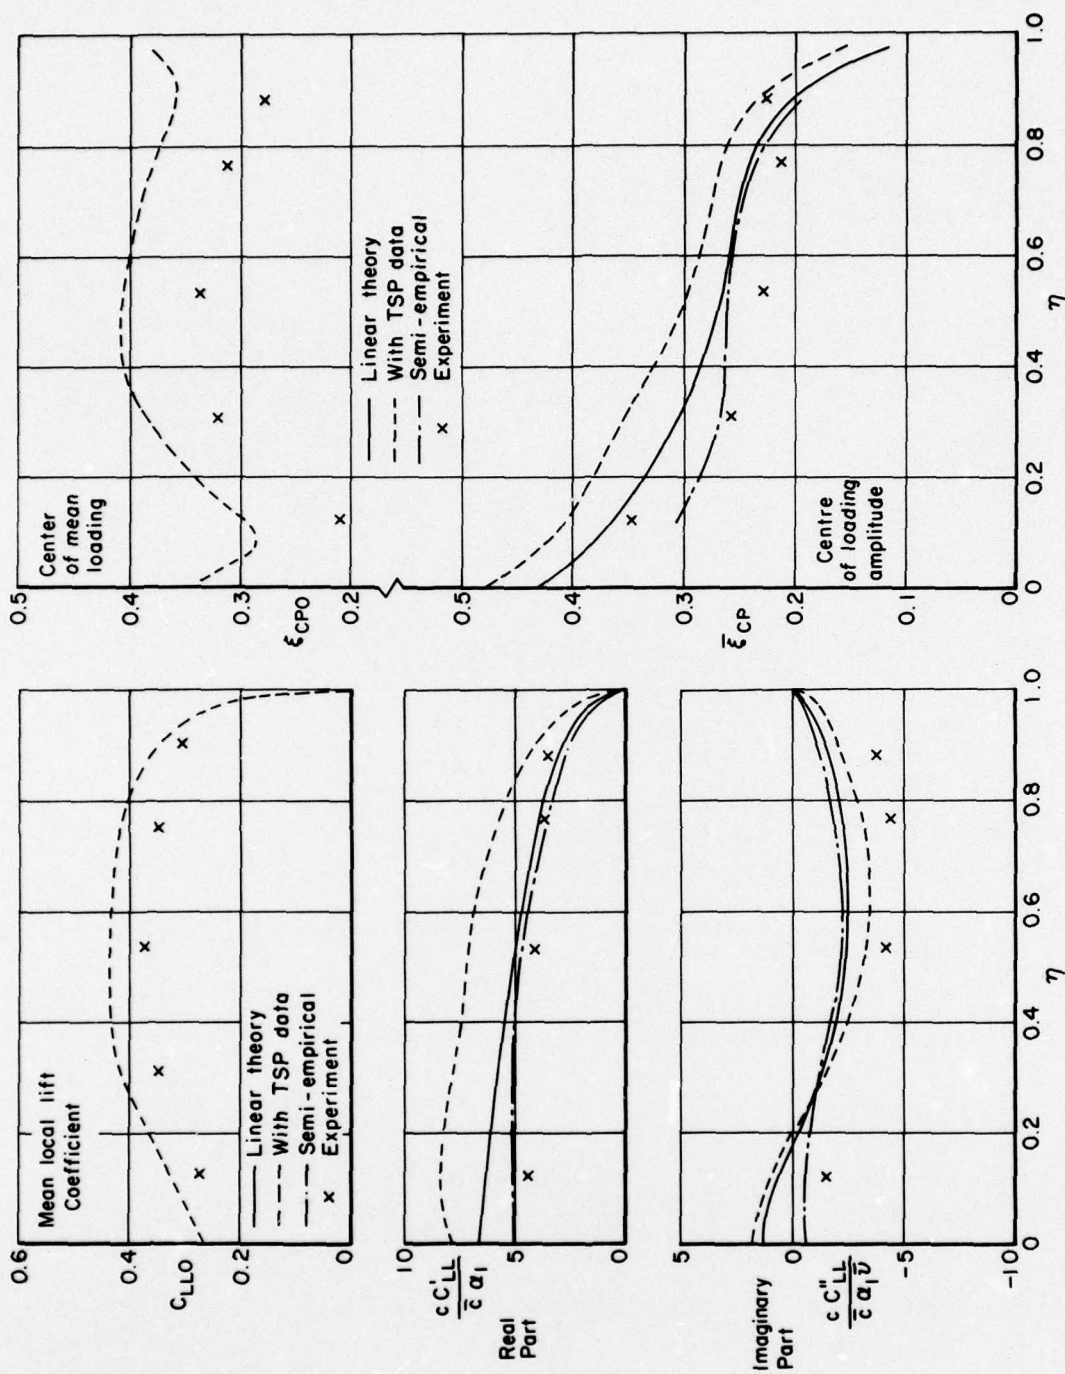 0.6
0.4
0.2
0
C_LLO
Mean local lift
Coefficient
Linear theory
With TSP data
Semi-empirical
x Experiment
10
5
0
c C'_LL
c̄ α₁
Real
Part
5
0
-5
-10
c C''_LL
c̄ α₁ ν̄
Imaginary
Part
0
0.2
0.4
0.6
0.8
1.0
η
0.5
0.4
0.3
0.2
ξ_CPO
Center
of mean
loading
Linear theory
With TSP data
Semi-empirical
x Experiment
0.5
0.4
0.3
0.2
0.1
0
ξ̄_CP
Centre
of loading
amplitude
0
0.2
0.4
0.6
0.8
1.0
η